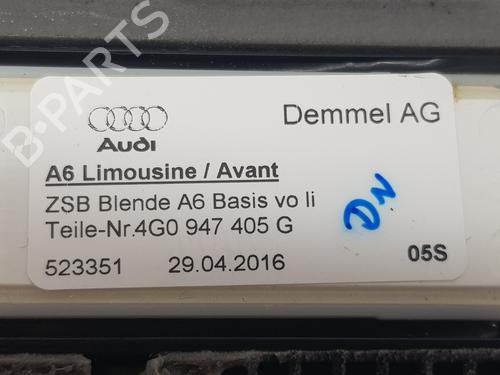 B-PARTS
Audi
Demmel AG
A6 Limousine / Avant
ZSB Blende A6 Basis vo li
Teile-Nr.4G0 947 405 G
523351 29.04.2016
05S
DN